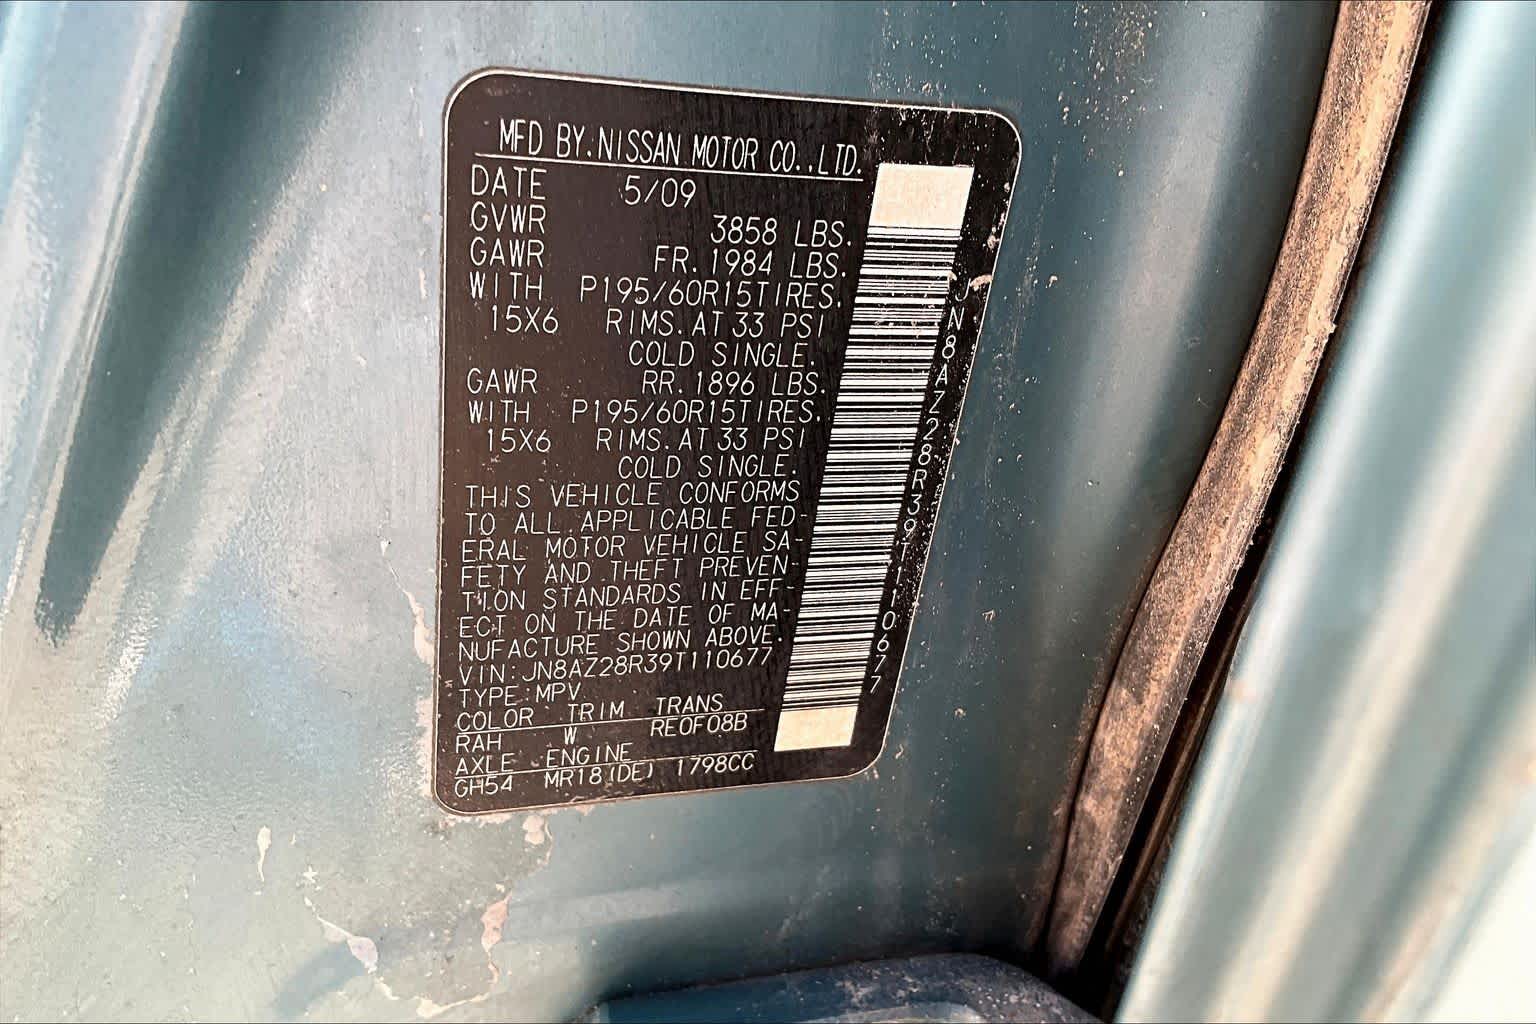 MFD BY. NISSAN MOTOR CO., LTD.
DATE 5/09
GVWR 3858 LBS.
GAWR FR. 1984 LBS.
WITH P195/60R15TIRES.
15X6 RIMS. AT 33 PSI
COLD SINGLE.
GAWR RR. 1896 LBS.
WITH P195/60R15TIRES.
15X6 RIMS. AT 33 PSI
COLD SINGLE.
THIS VEHICLE CONFORMS
TO ALL APPLICABLE FED-
ERAL MOTOR VEHICLE SA-
FETY AND THEFT PREVEN-
TION STANDARDS IN EFF-
ECT ON THE DATE OF MA-
NUFACTURE SHOWN ABOVE.
VIN: JN8AZ28R39T110677
TYPE: MPV
COLOR TRIM TRANS
RAH W RE0F08B
AXLE ENGINE
GH54 MR18(DE) 1798CC
JN8AZ28R39T110677